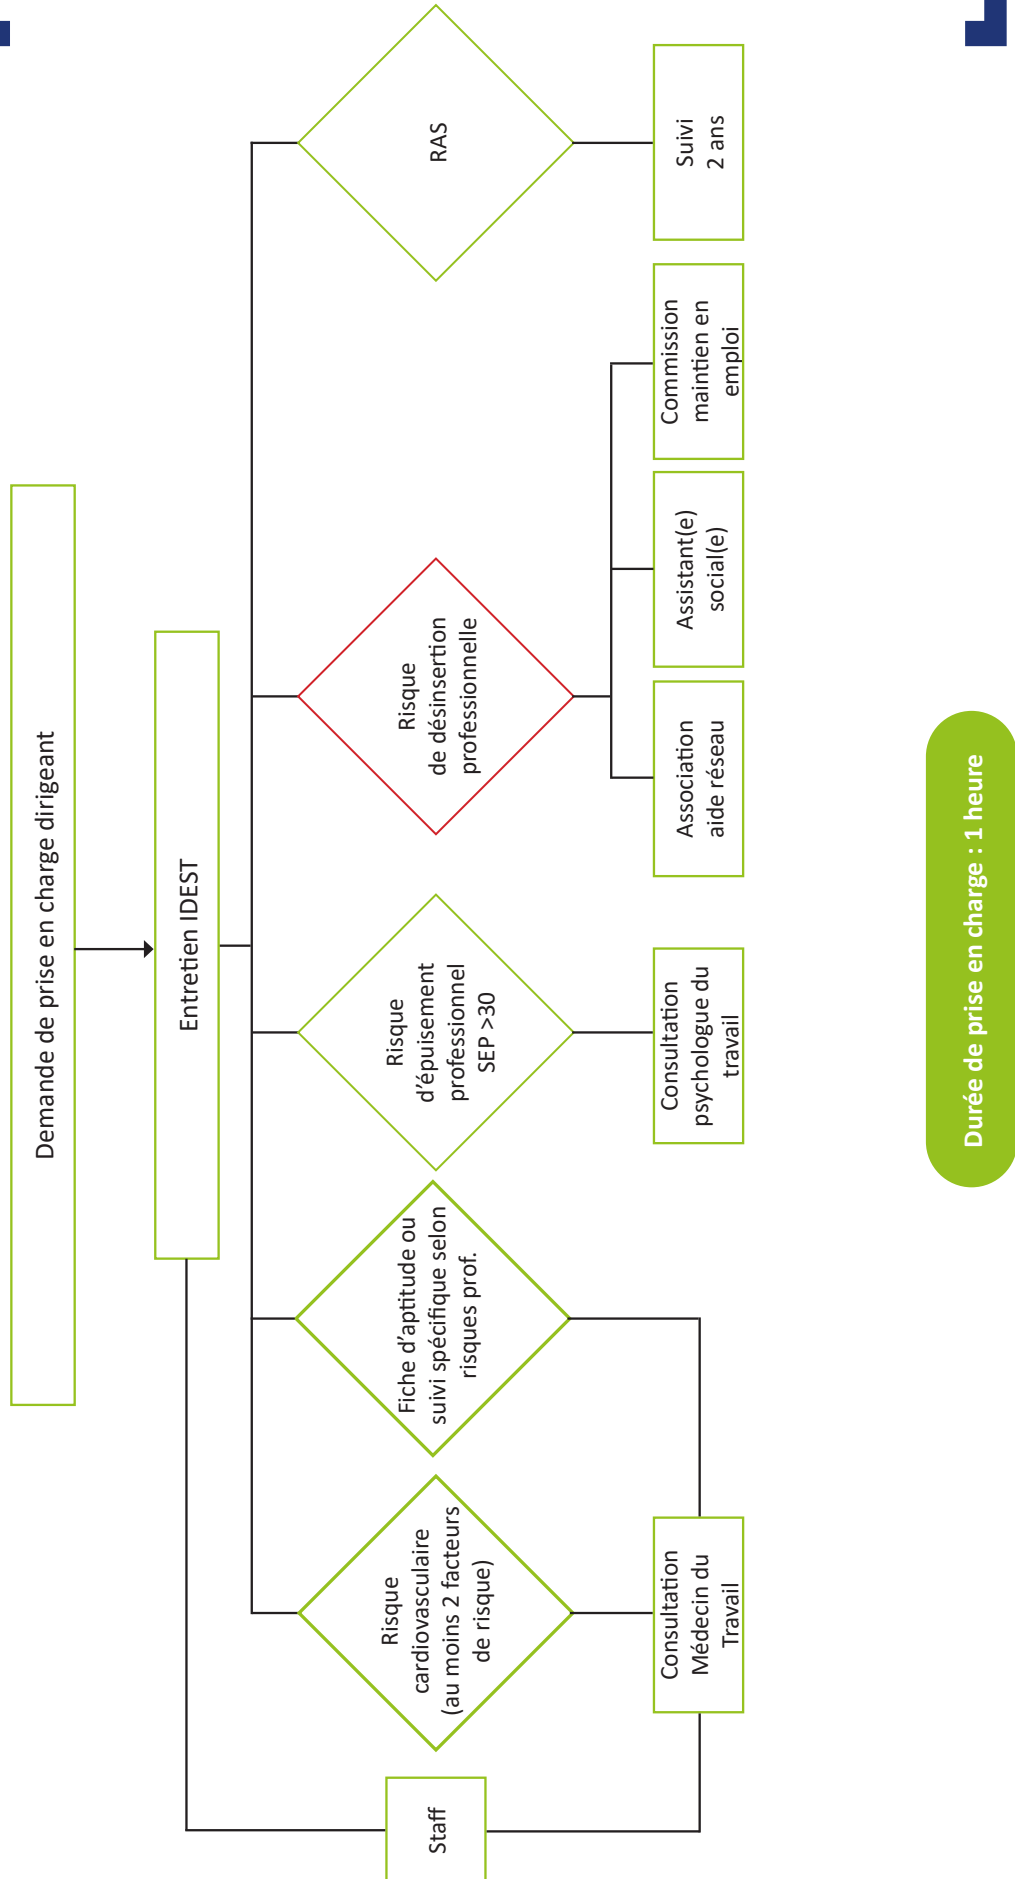 Demande de prise en charge dirigeant
Entretien IDEST
Staff
Risque
cardiovasculaire
(au moins 2 facteurs
de risque)
Fiche d'aptitude ou
suivi spécifique selon
risques prof.
Risque
d'épuisement
professionnel
SEP >30
Risque
de désinsertion
professionnelle
RAS
Consultation
Médecin du
Travail
Consultation
psychologue du
travail
Association
aide réseau
Assistant(e)
social(e)
Commission
maintien en
emploi
Suivi
2 ans
Durée de prise en charge : 1 heure